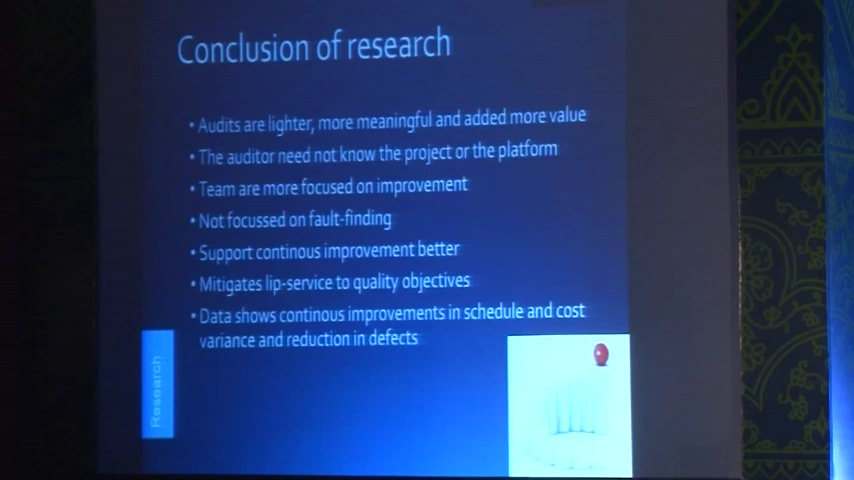 Conclusion of research
• Audits are lighter, more meaningful and added more value
• The auditor need not know the project or the platform
• Team are more focused on improvement
• Not focussed on fault-finding
• Support continous improvement better
• Mitigates lip-service to quality objectives
• Data shows continous improvements in schedule and cost
variance and reduction in defects
Research